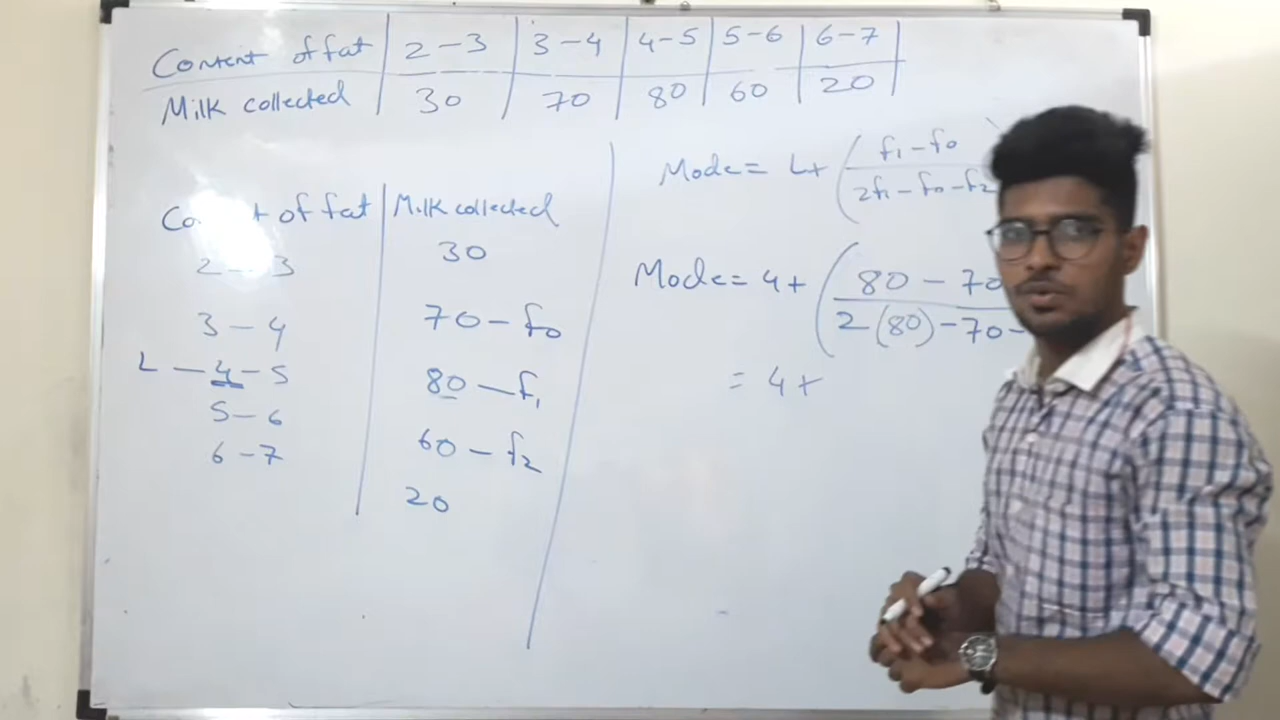 Content of fat 2-3 3-4 4-5 5-6 6-7
Milk collected 30 70 80 60 20
of fat Milk collected
2-3 30
3-4 70-f0
L-4-5 80-f1
5-6 60-f2
6-7 20
Mode= L+ (f1-f0
2f1-f0-f2
Mode= 4+ (80-70
2(80)-70-
= 4+